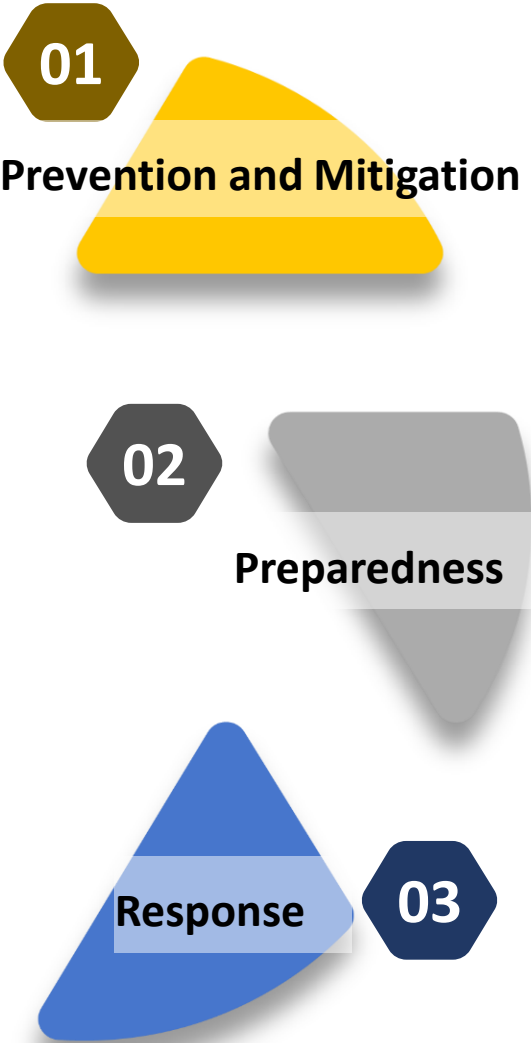 01
Prevention and Mitigation
02
Preparedness
Response
03